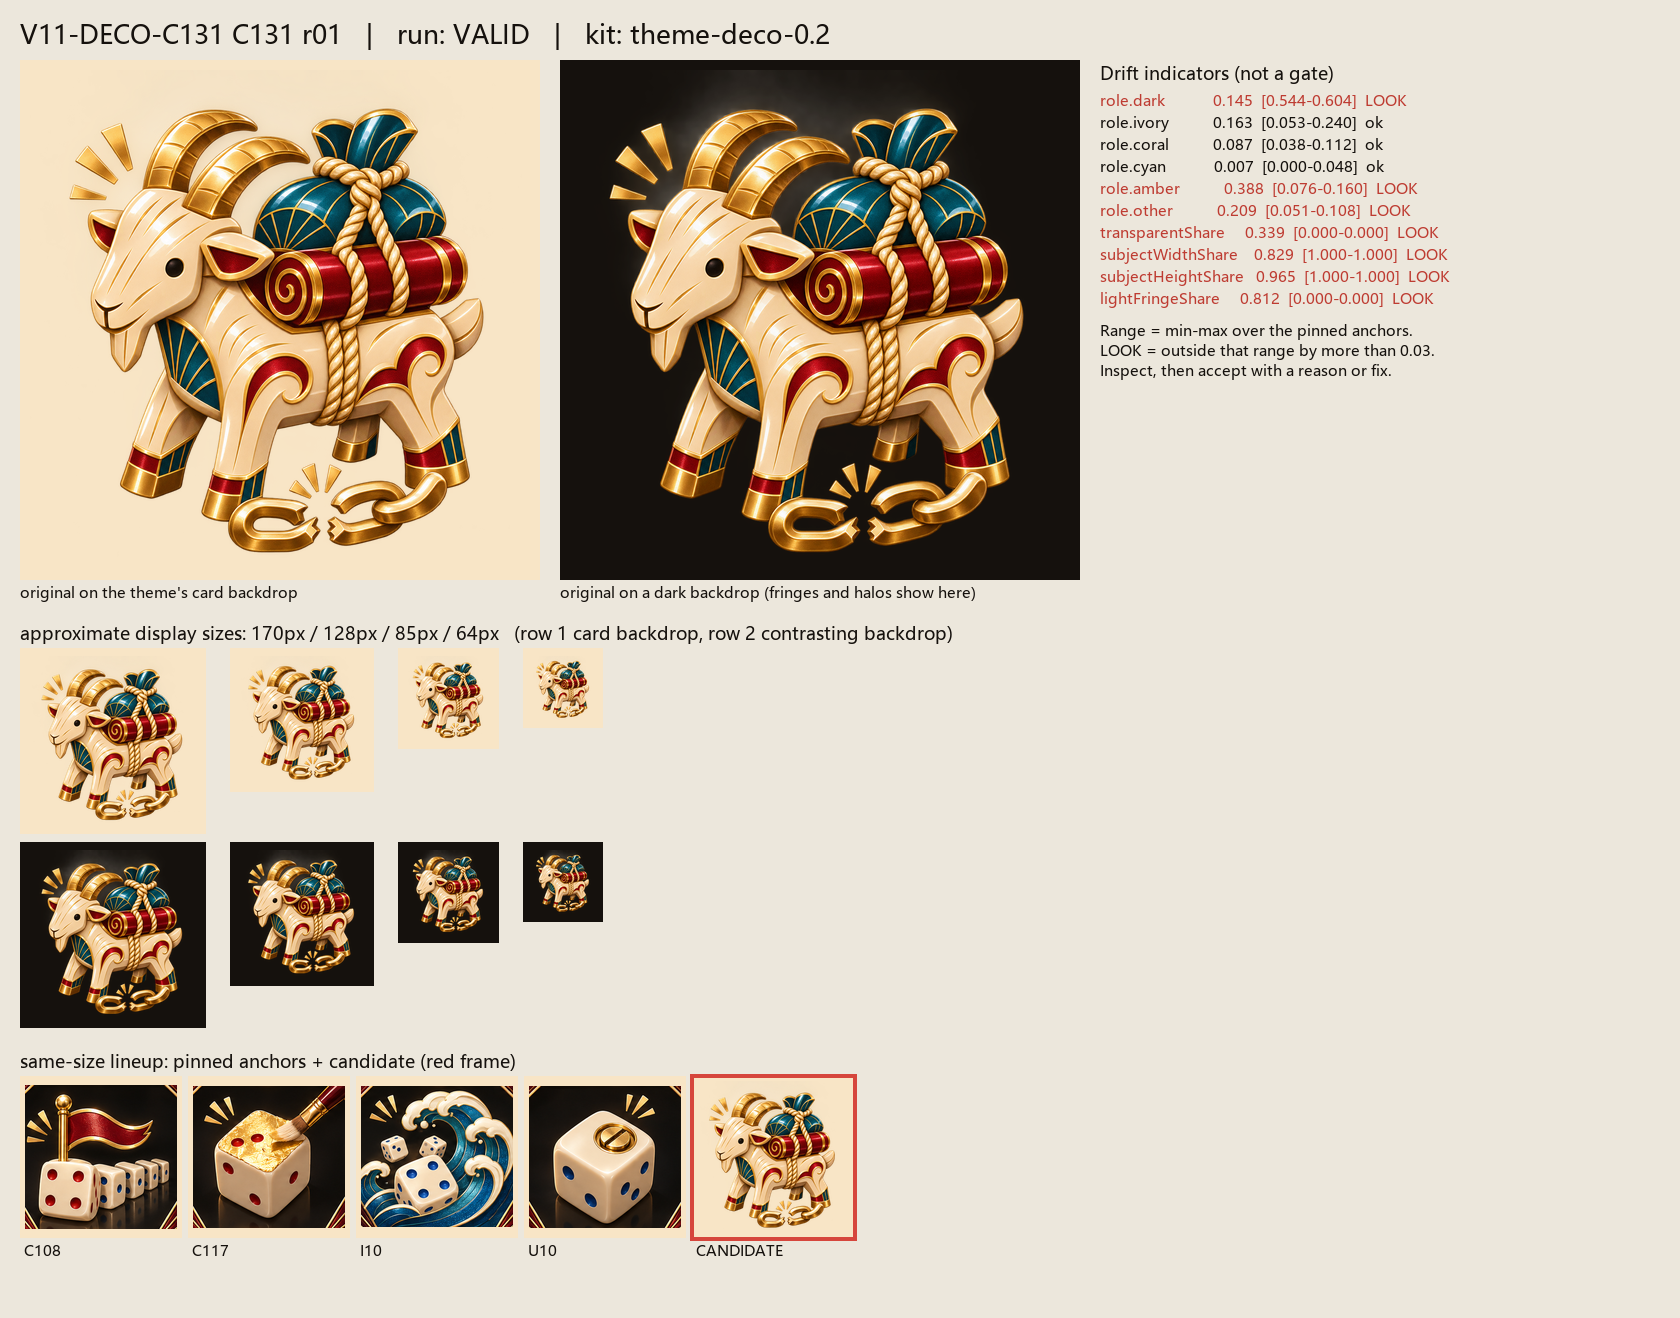 V11-DECO-C131 C131 r01   |   run: VALID   |   kit: theme-deco-0.2
Drift indicators (not a gate)
role.dark 0.145 [0.544-0.604] LOOK
role.ivory 0.163 [0.053-0.240] ok
role.coral 0.087 [0.038-0.112] ok
role.cyan 0.007 [0.000-0.048] ok
role.amber 0.388 [0.076-0.160] LOOK
role.other 0.209 [0.051-0.108] LOOK
transparentShare 0.339 [0.000-0.000] LOOK
subjectWidthShare 0.829 [1.000-1.000] LOOK
subjectHeightShare 0.965 [1.000-1.000] LOOK
lightFringeShare 0.812 [0.000-0.000] LOOK
Range = min-max over the pinned anchors.
LOOK = outside that range by more than 0.03.
Inspect, then accept with a reason or fix.
original on the theme's card backdrop
original on a dark backdrop (fringes and halos show here)
approximate display sizes: 170px / 128px / 85px / 64px   (row 1 card backdrop, row 2 contrasting backdrop)
same-size lineup: pinned anchors + candidate (red frame)
C108
C117
I10
U10
CANDIDATE